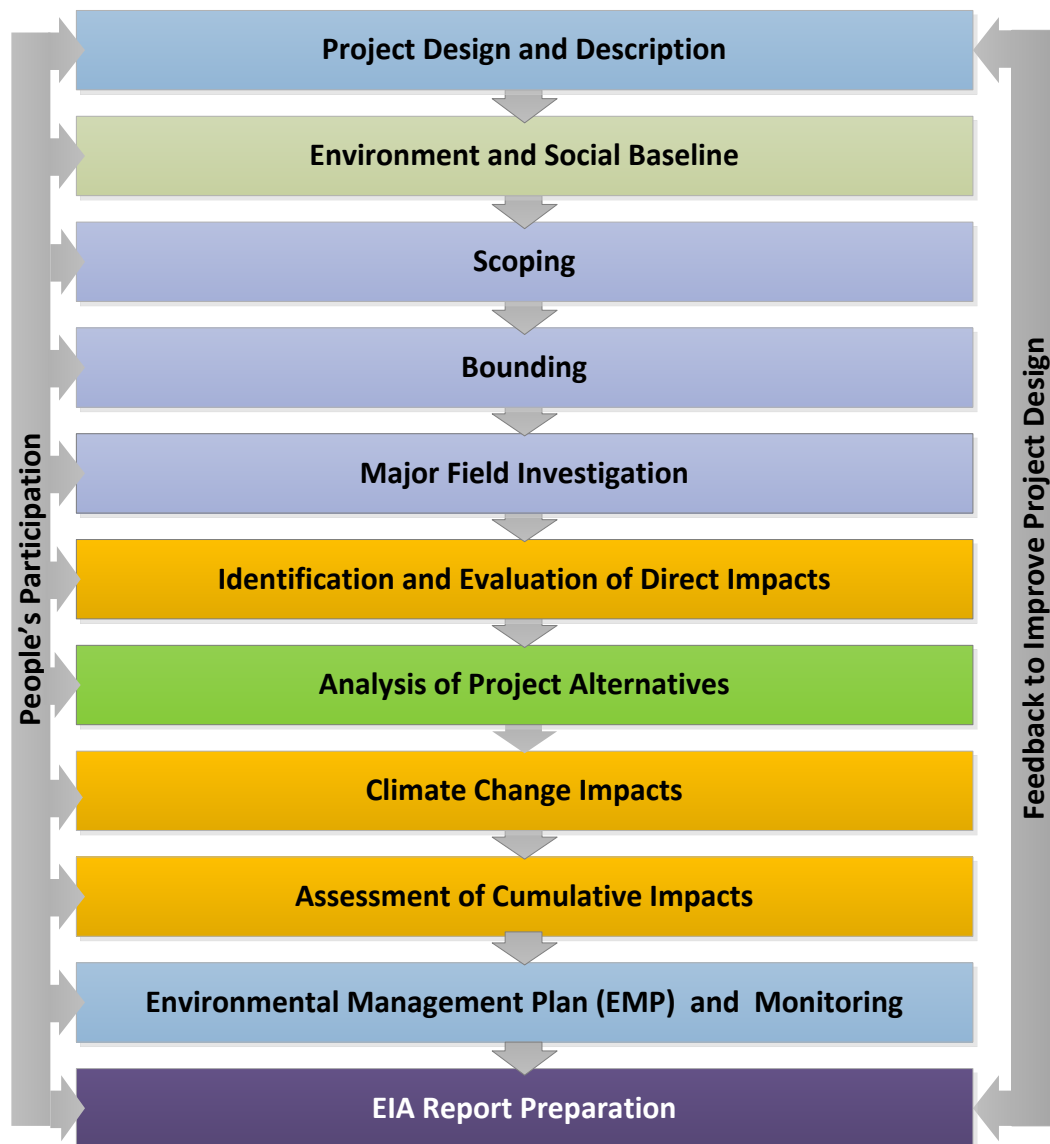 Project Design and Description
Environment and Social Baseline
Scoping
Bounding
Major Field Investigation
Identification and Evaluation of Direct Impacts
Analysis of Project Alternatives
Climate Change Impacts
Assessment of Cumulative Impacts
Environmental Management Plan (EMP) and Monitoring
EIA Report Preparation
People’s Participation
Feedback to Improve Project Design